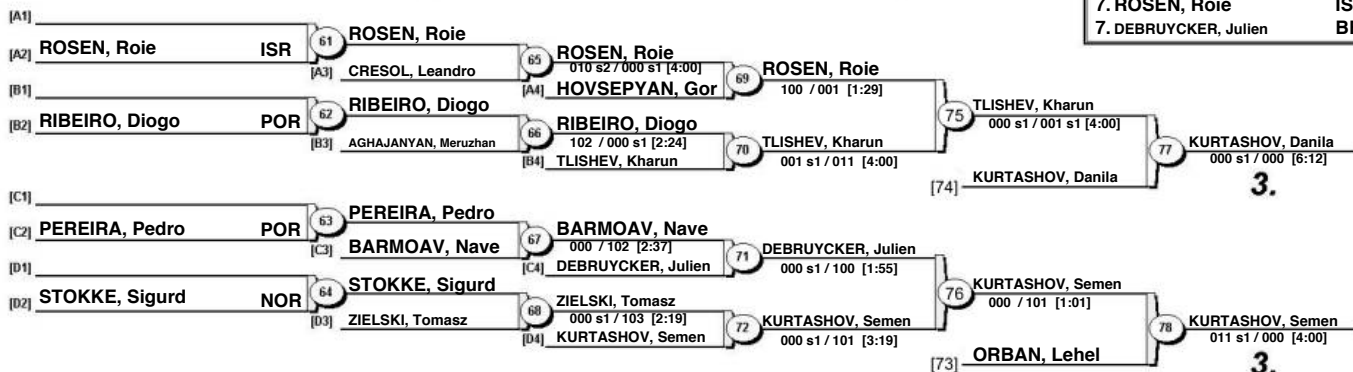 7. ROSEN, Roie IS
7. DEBRUYCKER, Julien
[A1]
[A2] ROSEN, Roie ISR
61
ROSEN, Roie
[A3] CRESOL, Leandro
65
ROSEN, Roie
010 s2 / 000 s1 [4:00]
[A4] HOVSEPYAN, Gor
69
ROSEN, Roie
100 / 001 [1:29]
[B1]
[B2] RIBEIRO, Diogo POR
62
RIBEIRO, Diogo
[B3] AGHAJANYAN, Meruzhan
66
RIBEIRO, Diogo
102 / 000 s1 [2:24]
[B4] TLISHEV, Kharun
70
TLISHEV, Kharun
001 s1 / 011 [4:00]
75
TLISHEV, Kharun
000 s1 / 001 s1 [4:00]
[74] KURTASHOV, Danila
77
KURTASHOV, Danila
000 s1 / 000 [6:12]
3.
[C1]
[C2] PEREIRA, Pedro POR
63
PEREIRA, Pedro
[C3] BARMOAV, Nave
67
BARMOAV, Nave
000 / 102 [2:37]
[C4] DEBRUYCKER, Julien
71
DEBRUYCKER, Julien
000 s1 / 100 [1:55]
[D1]
[D2] STOKKE, Sigurd NOR
64
STOKKE, Sigurd
[D3] ZIELSKI, Tomasz
68
ZIELSKI, Tomasz
000 s1 / 103 [2:19]
[D4] KURTASHOV, Semen
72
KURTASHOV, Semen
000 s1 / 101 [3:19]
76
KURTASHOV, Semen
000 / 101 [1:01]
[73] ORBAN, Lehel
78
KURTASHOV, Semen
011 s1 / 000 [4:00]
3.